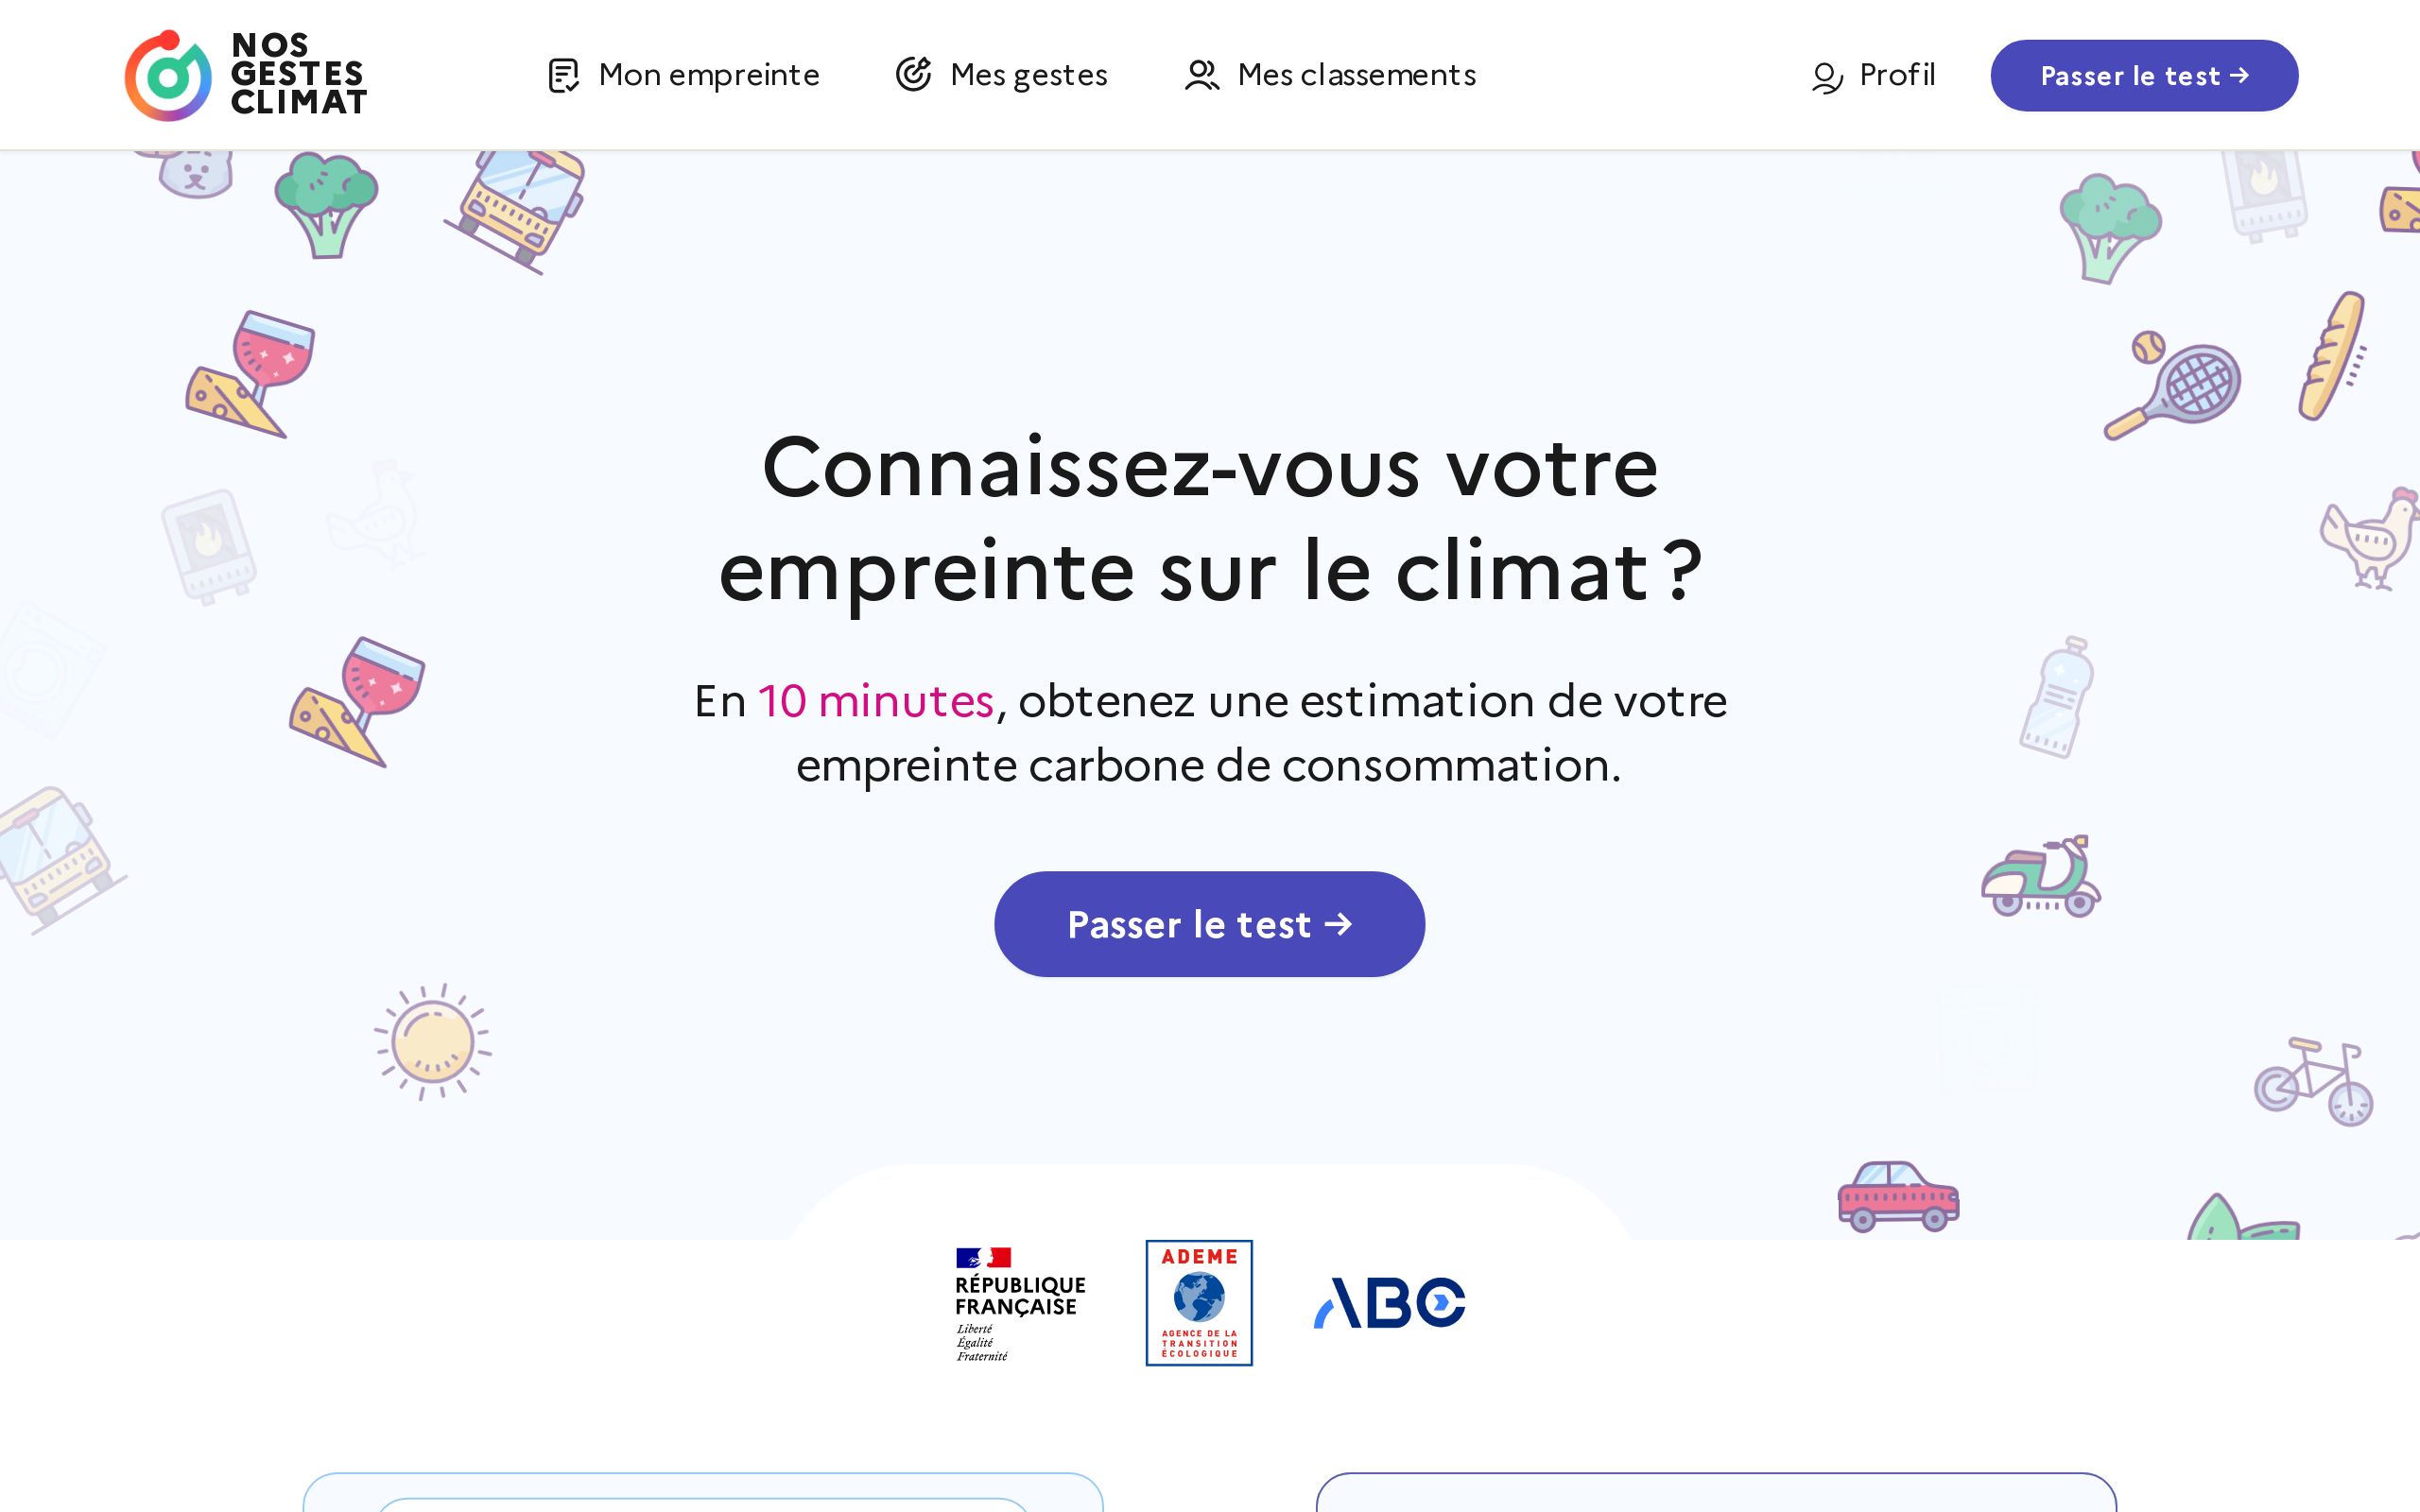 NOS
GESTES
CLIMAT
Mon empreinte
Mes gestes
Mes classements
Profil
Passer le test →
Connaissez-vous votre
empreinte sur le climat ?
En 10 minutes, obtenez une estimation de votre
empreinte carbone de consommation.
Passer le test →
RÉPUBLIQUE
FRANÇAISE
Liberté
Égalité
Fraternité
ADEME
AGENCE DE LA
TRANSITION
ÉCOLOGIQUE
ABC